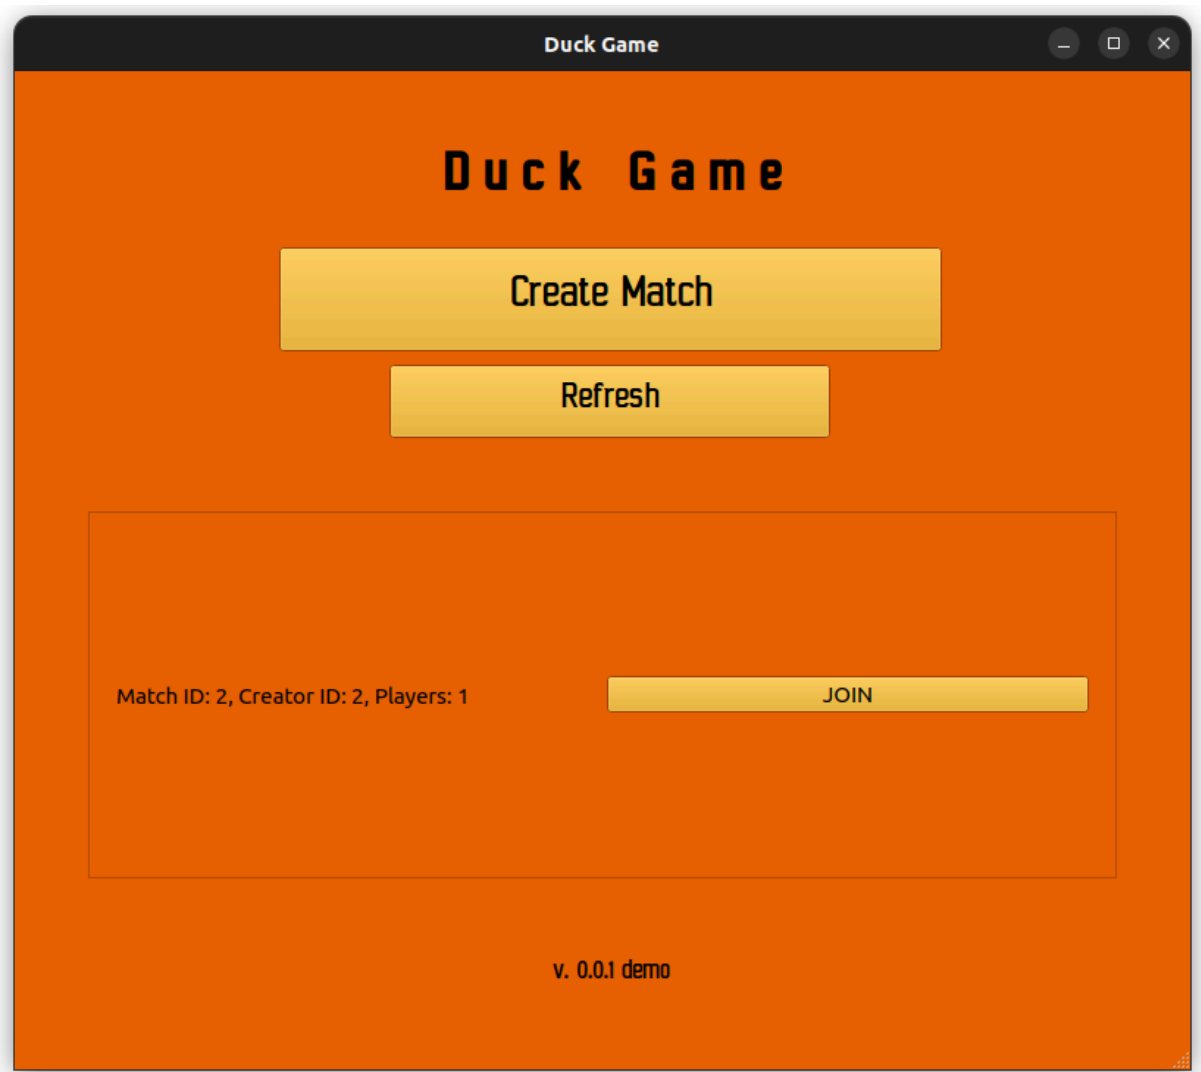 Duck Game
Duck Game
Create Match
Refresh
Match ID: 2, Creator ID: 2, Players: 1
JOIN
v. 0.0.1 demo